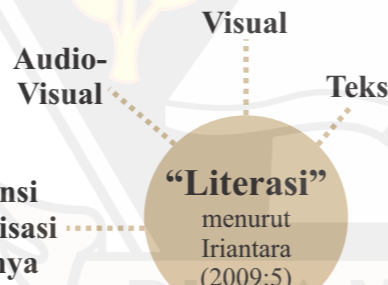 Visual
Audio-
Visual
Teks
“Literasi”
menurut
Iriantara
(2009:5)